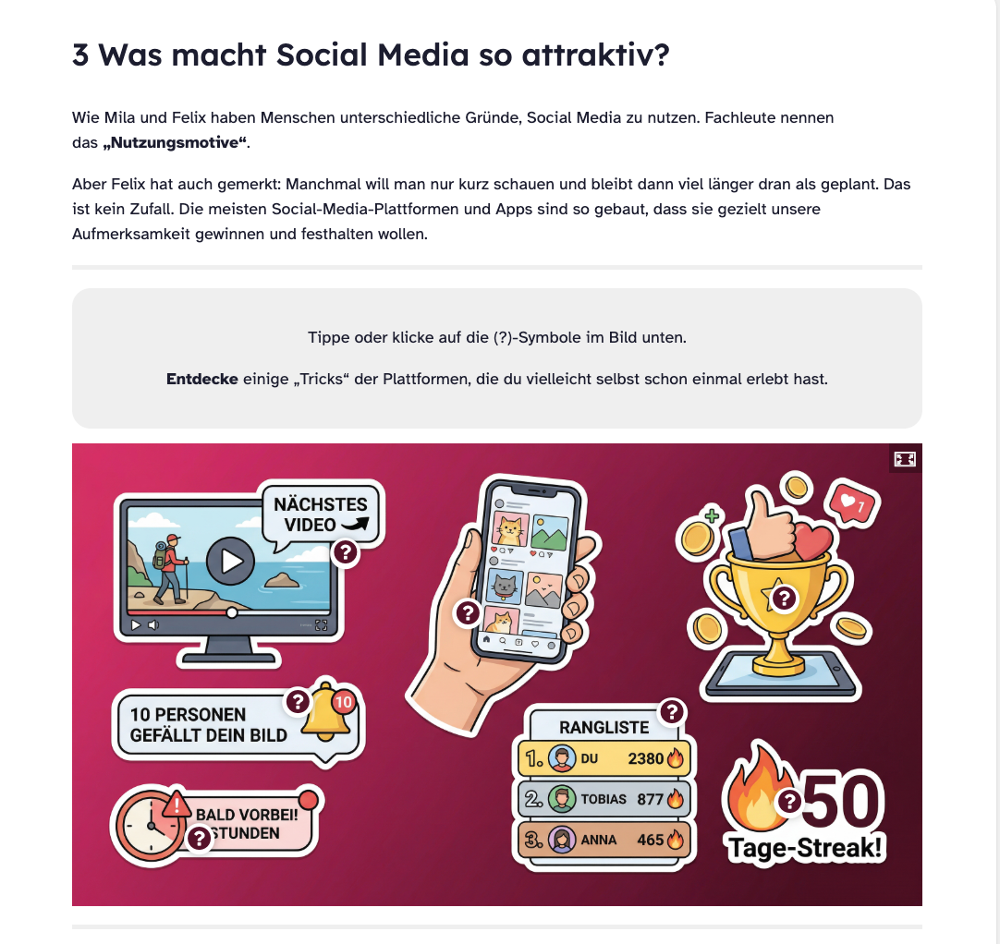 3 Was macht Social Media so attraktiv?
Wie Mila und Felix haben Menschen unterschiedliche Gründe, Social Media zu nutzen. Fachleute nennen
das „Nutzungsmotive“.
Aber Felix hat auch gemerkt: Manchmal will man nur kurz schauen und bleibt dann viel länger dran als geplant. Das
ist kein Zufall. Die meisten Social-Media-Plattformen und Apps sind so gebaut, dass sie gezielt unsere
Aufmerksamkeit gewinnen und festhalten wollen.
Tippe oder klicke auf die (?)-Symbole im Bild unten.
Entdecke einige „Tricks“ der Plattformen, die du vielleicht selbst schon einmal erlebt hast.
NÄCHSTES
VIDEO
?
?
1
?
10 PERSONEN
GEFÄLLT DEIN BILD
?
10
RANGLISTE
?
1. DU 2380
2. TOBIAS 877
3. ANNA 465
!
BALD VORBEI!
?
50
?
Tage-Streak!